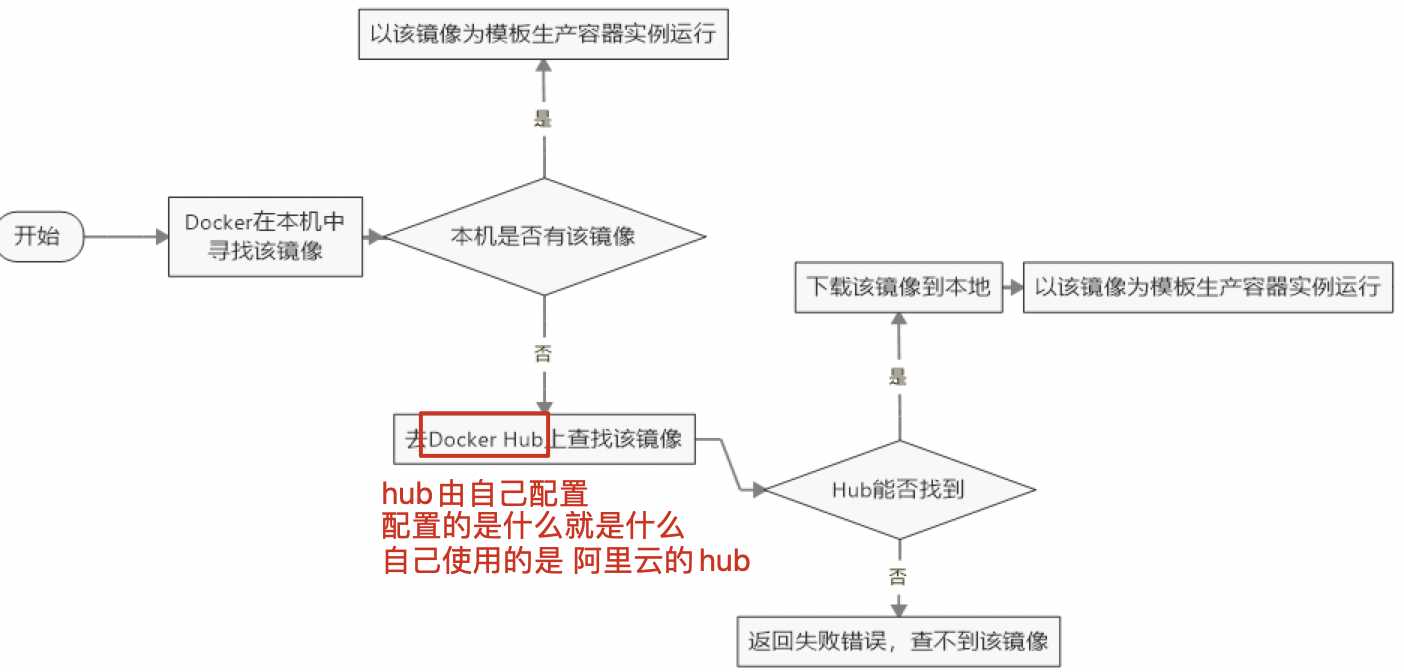 以该镜像为模板生产容器实例运行
是
开始
Docker在本机中
寻找该镜像
本机是否有该镜像
下载该镜像到本地
以该镜像为模板生产容器实例运行
否
是
去Docker Hub上查找该镜像
Hub能否找到
hub由自己配置
配置的是什么就是什么
自己使用的是 阿里云的hub
否
返回失败错误，查不到该镜像